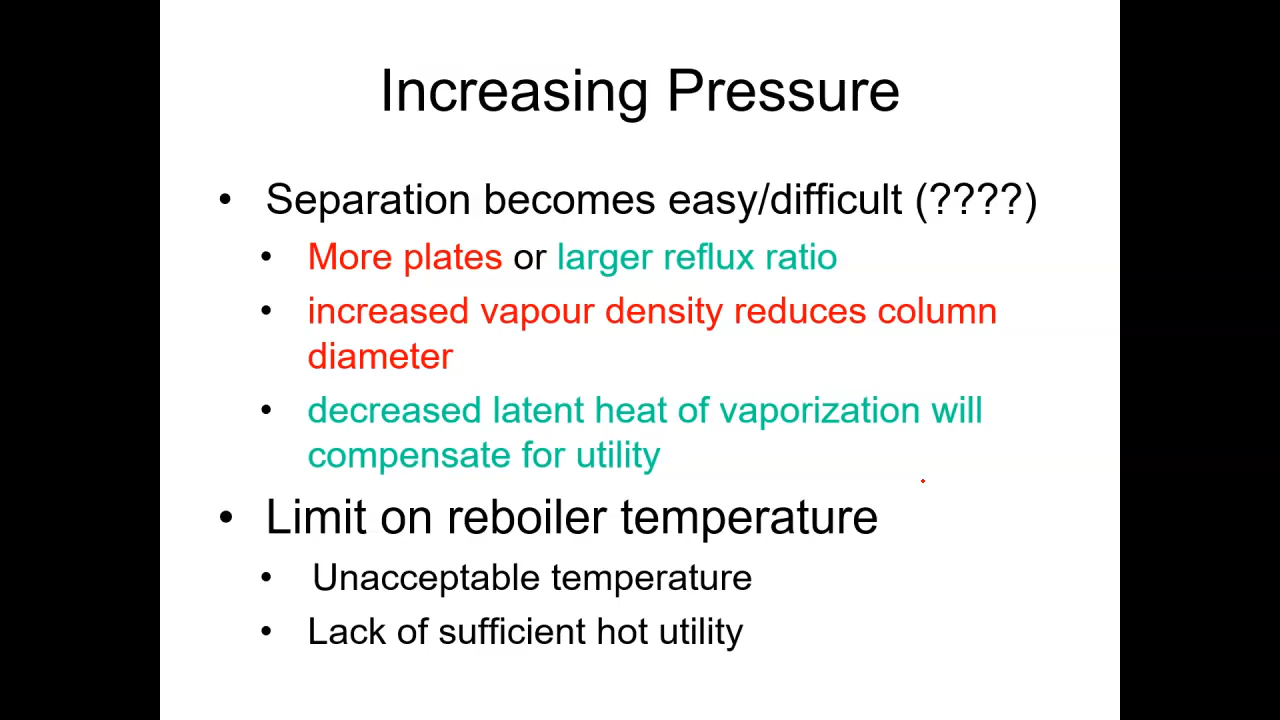 Increasing Pressure
• Separation becomes easy/difficult (????)
• More plates or larger reflux ratio
• increased vapour density reduces column
diameter
• decreased latent heat of vaporization will
compensate for utility
• Limit on reboiler temperature
• Unacceptable temperature
• Lack of sufficient hot utility